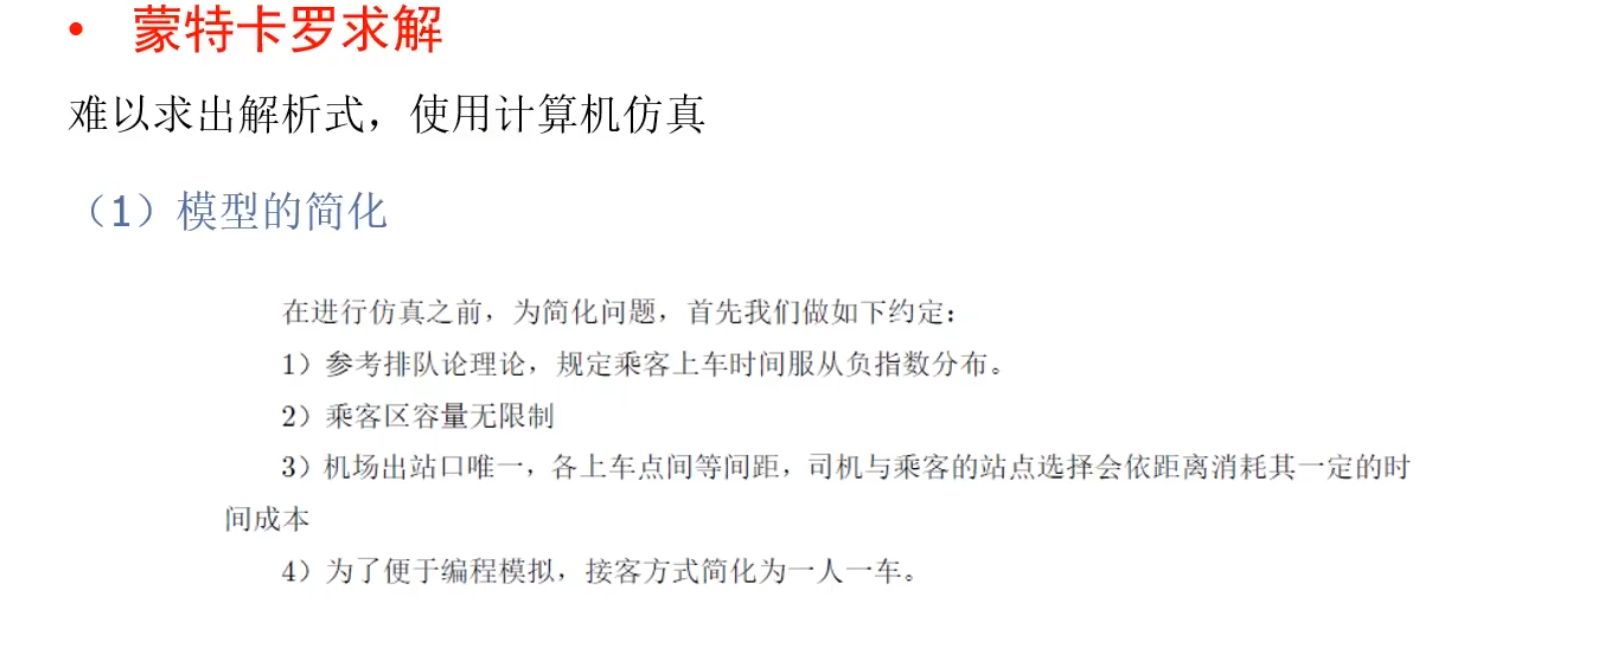 • 蒙特卡罗求解
难以求出解析式，使用计算机仿真
（1）模型的简化
在进行仿真之前，为简化问题，首先我们做如下约定：
1）参考排队论理论，规定乘客上车时间服从负指数分布。
2）乘客区容量无限制
3）机场出站口唯一，各上车点间等间距，司机与乘客的站点选择会依距离消耗其一定的时
间成本
4）为了便于编程模拟，接客方式简化为一人一车。